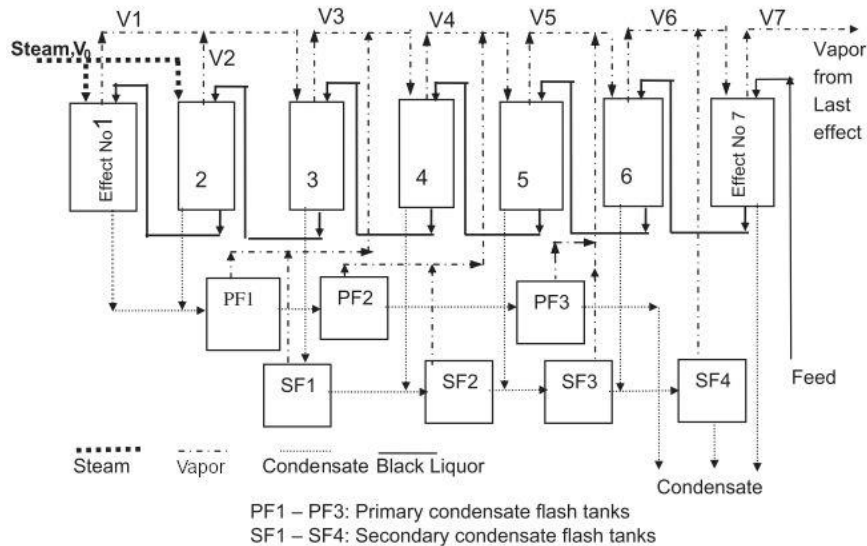 V1
V3
V4
V5
V6
V7
Steam,V0
V2
Vapor
from
Last
effect
Effect No 1
2
3
4
5
6
Effect No 7
PF1
PF2
PF3
SF1
SF2
SF3
SF4
Feed
Steam
Vapor
Condensate
Black Liquor
Condensate
PF1 – PF3: Primary condensate flash tanks
SF1 – SF4: Secondary condensate flash tanks